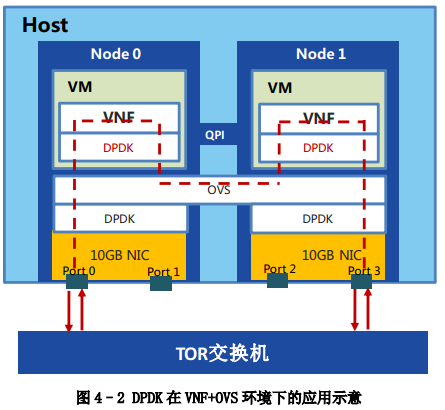 Host
Node 0
Node 1
VM
VM
VNF
VNF
DPDK
QPI
DPDK
OVS
DPDK
DPDK
10GB NIC
10GB NIC
Port 0
Port 1
Port 2
Port 3
TOR交换机
图 4-2 DPDK 在 VNF+OVS 环境下的应用示意